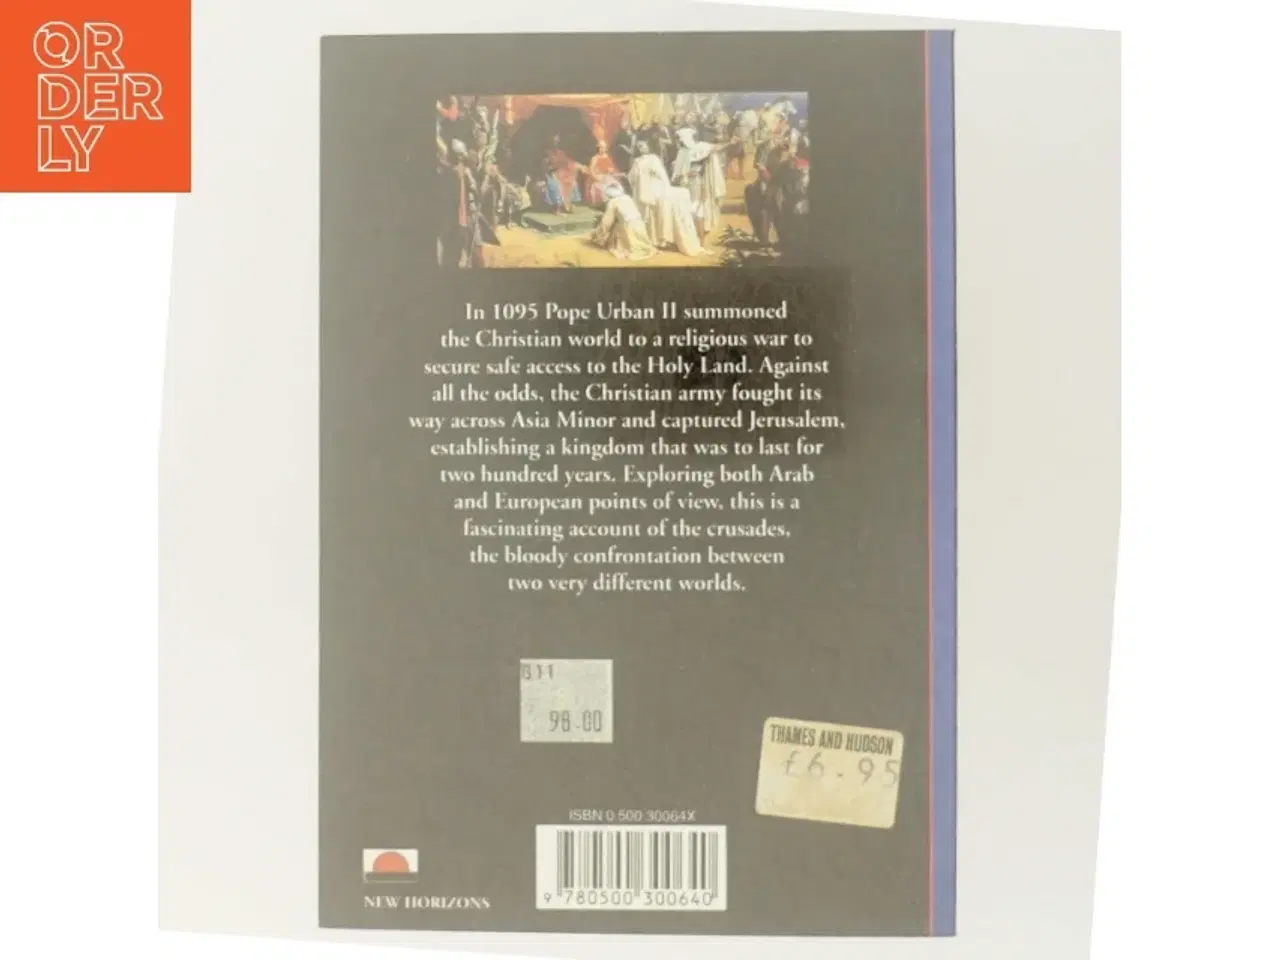 OR
DER
LY
In 1095 Pope Urban II summoned
the Christian world to a religious war to
secure safe access to the Holy Land. Against
all the odds, the Christian army fought its
way across Asia Minor and captured Jerusalem,
establishing a kingdom that was to last for
two hundred years. Exploring both Arab
and European points of view, this is a
fascinating account of the crusades,
the bloody confrontation between
two very different worlds.
B11
98.00
THAMES AND HUDSON
£6.95
ISBN 0 500 30064X
9 780500 300640
NEW HORIZONS